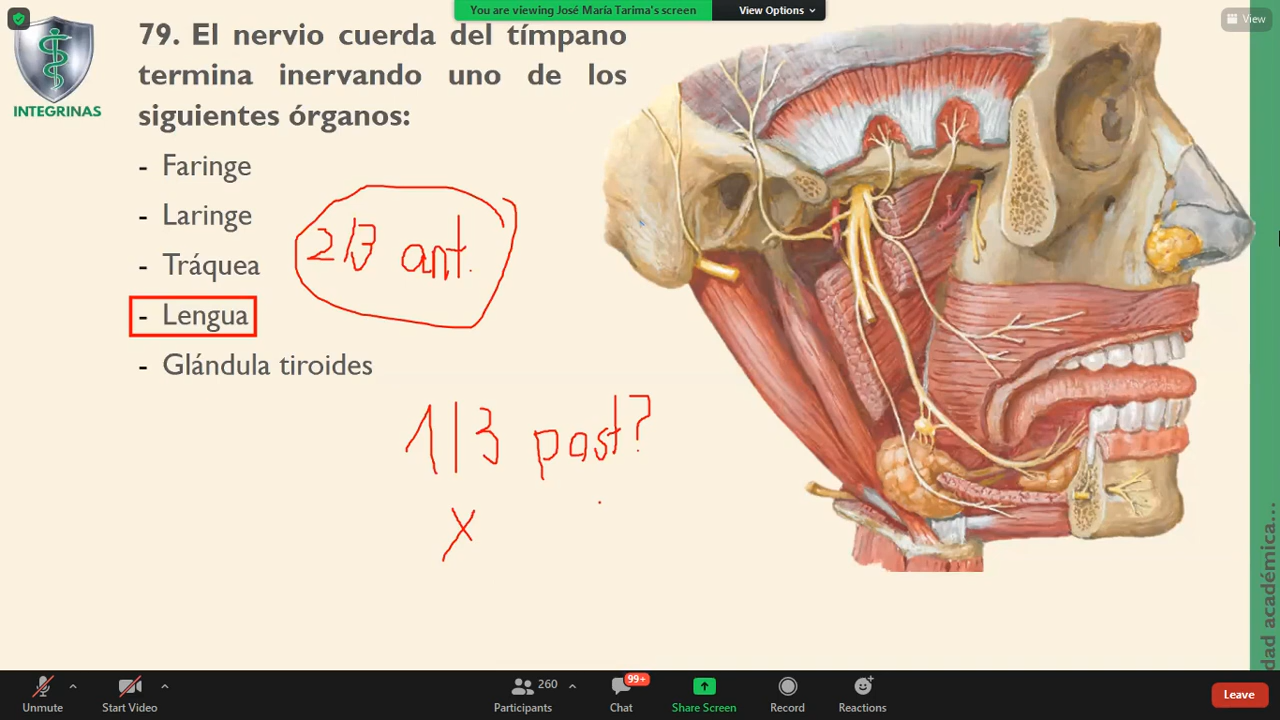 You are viewing José María Tarima's screen
View Options
View
INTEGRINAS
79. El nervio cuerda del tímpano
termina inervando uno de los
siguientes órganos:
- Faringe
- Laringe
- Tráquea
- Lengua
- Glándula tiroides
2/3 ant.
1/3 post?
X
dad académica...
Unmute
Start Video
260
Participants
99+
Chat
Share Screen
Record
Reactions
Leave